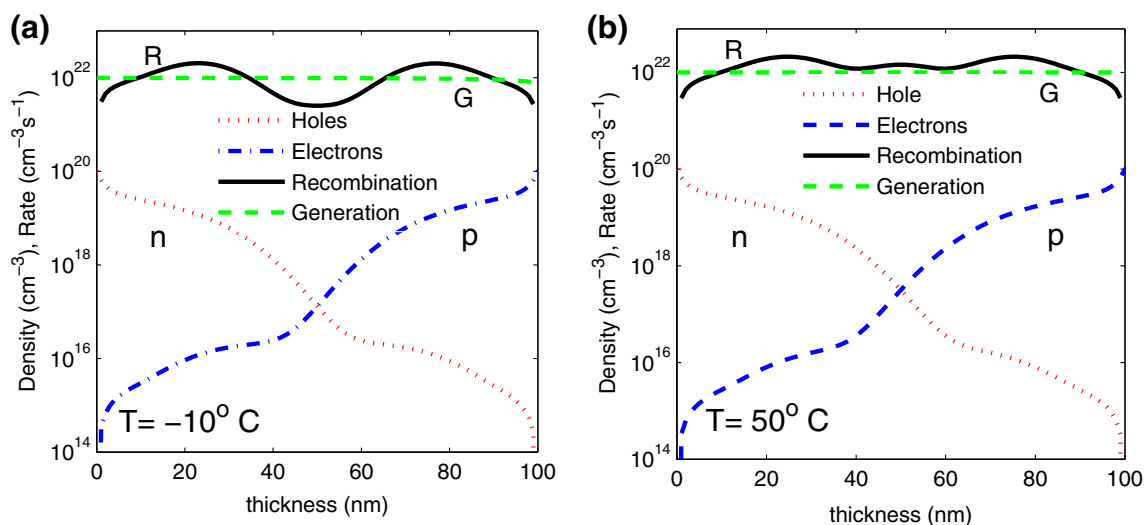 (a)
Density (cm⁻³), Rate (cm⁻³s⁻¹)
10²²
10²⁰
10¹⁸
10¹⁶
10¹⁴
R
G
Holes
Electrons
Recombination
Generation
n
p
T= −10° C
0 20 40 60 80 100
thickness (nm)
(b)
Density (cm⁻³), Rate (cm⁻³s⁻¹)
10²²
10²⁰
10¹⁸
10¹⁶
10¹⁴
R
G
Hole
Electrons
Recombination
Generation
n
p
T= 50° C
0 20 40 60 80 100
thickness (nm)